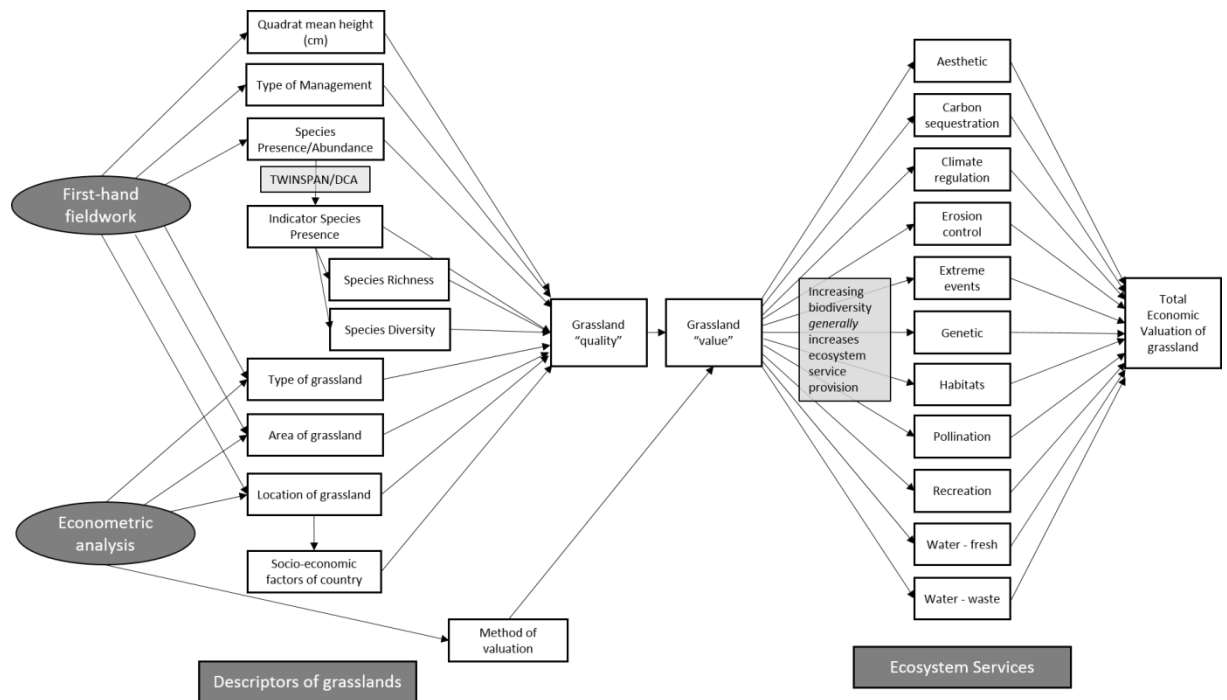 First-hand
fieldwork
Econometric
analysis
Quadrat mean height
(cm)
Type of Management
Species
Presence/Abundance
TWINSPAN/DCA
Indicator Species
Presence
Species Richness
Species Diversity
Type of grassland
Area of grassland
Location of grassland
Socio-economic
factors of country
Method of
valuation
Descriptors of grasslands
Grassland
“quality”
Grassland
“value”
Increasing
biodiversity
generally
increases
ecosystem
service
provision
Aesthetic
Carbon
sequestration
Climate
regulation
Erosion
control
Extreme
events
Genetic
Habitats
Pollination
Recreation
Water - fresh
Water - waste
Ecosystem Services
Total
Economic
Valuation of
grassland